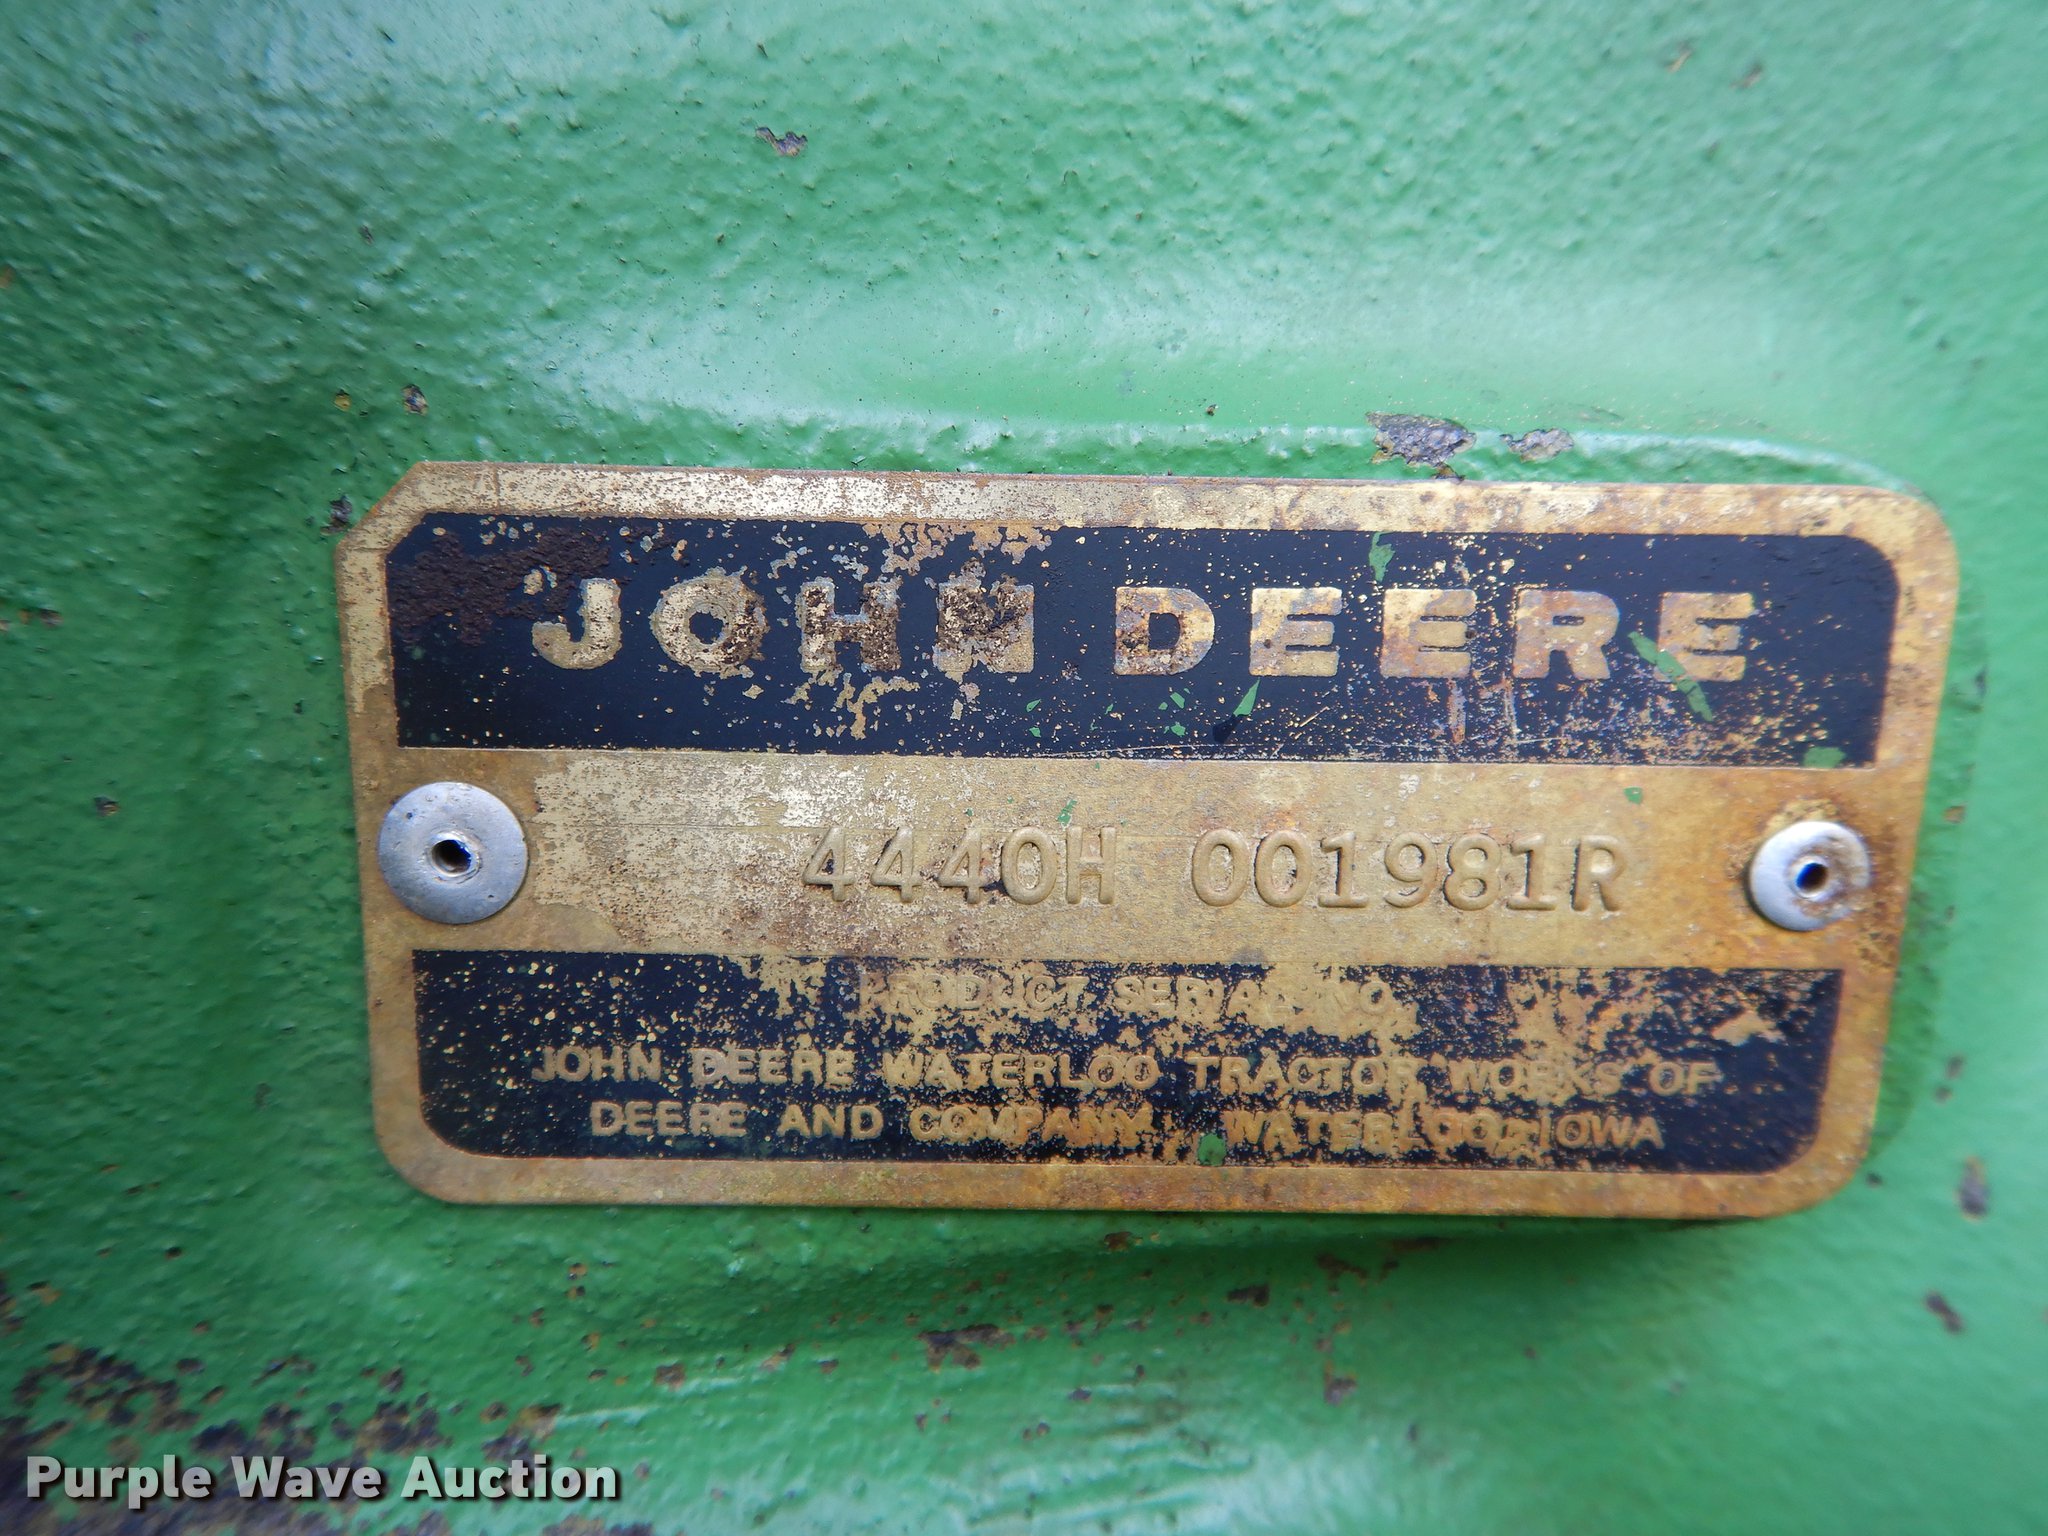 JOHN DEERE
4440H 001981R
PRODUCT SERIAL NO.
JOHN DEERE WATERLOO TRACTOR WORKS OF
DEERE AND COMPANY, WATERLOO, IOWA
Purple Wave Auction